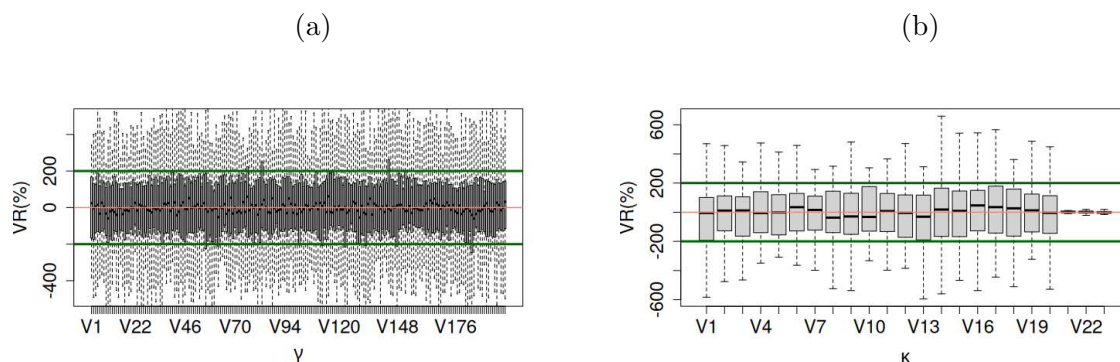 (a)
(b)
VR(%)
200
0
-400
V1 V22 V46 V70 V94 V120 V148 V176
γ
VR(%)
600
200
-200
-600
V1 V4 V7 V10 V13 V16 V19 V22
κ